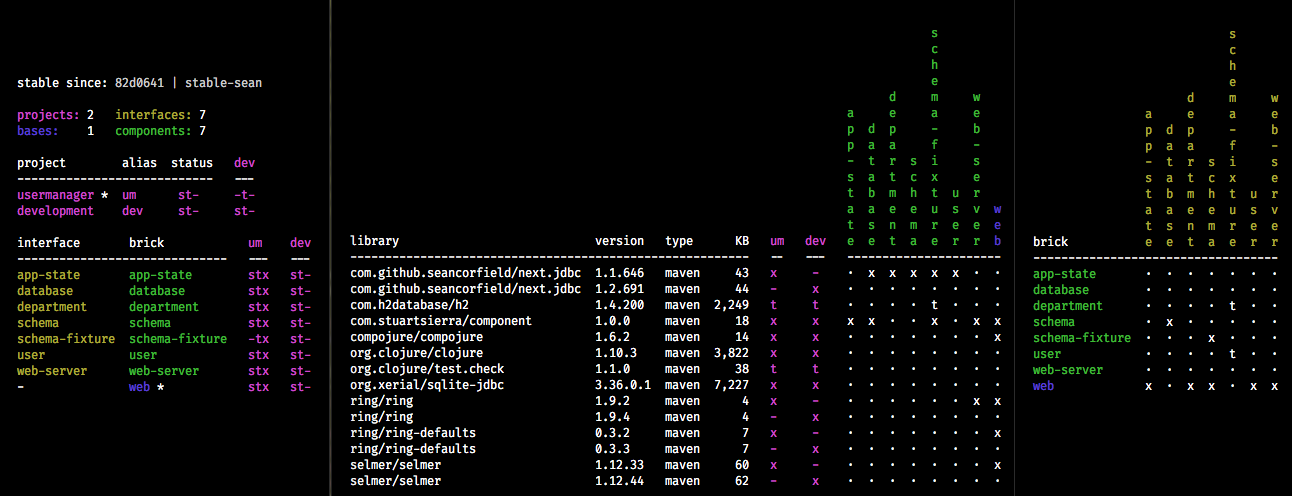 stable since: 82d0641 | stable-sean
projects: 2 interfaces: 7
bases: 1 components: 7
project alias status dev
---------------------------- ---
usermanager * um st- -t-
development dev st- st-
interface brick um dev
------------------------------ --- ---
app-state app-state stx st-
database database stx st-
department department stx st-
schema schema stx st-
schema-fixture schema-fixture -tx st-
user user stx st-
web-server web-server stx st-
- web * stx st-
app-state
database
department
schema
schema-fixture
user
web-server
web
library version type KB um dev
--------------------------------------------------------- -- --- ----------------------
com.github.seancorfield/next.jdbc 1.1.646 maven 43 x - · x x x x x · ·
com.github.seancorfield/next.jdbc 1.2.691 maven 44 - x · · · · · · · ·
com.h2database/h2 1.4.200 maven 2,249 t t · · · · t · · ·
com.stuartsierra/component 1.0.0 maven 18 x x x x · · x · x x
compojure/compojure 1.6.2 maven 14 x x · · · · · · · x
org.clojure/clojure 1.10.3 maven 3,822 x x · · · · · · · ·
org.clojure/test.check 1.1.0 maven 38 t t · · · · · · · ·
org.xerial/sqlite-jdbc 3.36.0.1 maven 7,227 x x · · · · · · · ·
ring/ring 1.9.2 maven 4 x - · · · · · · x x
ring/ring 1.9.4 maven 4 - x · · · · · · · ·
ring/ring-defaults 0.3.2 maven 7 x - · · · · · · · x
ring/ring-defaults 0.3.3 maven 7 - x · · · · · · · ·
selmer/selmer 1.12.33 maven 60 x - · · · · · · · x
selmer/selmer 1.12.44 maven 62 - x · · · · · · · ·
app-state
database
department
schema
schema-fixture
user
web-server
brick
-----------------------------------
app-state · · · · · · ·
database · · · · · · ·
department · · · · t · ·
schema · x · · · · ·
schema-fixture · · · x · · ·
user · · · · t · ·
web-server · · · · · · ·
web x · x x · x x